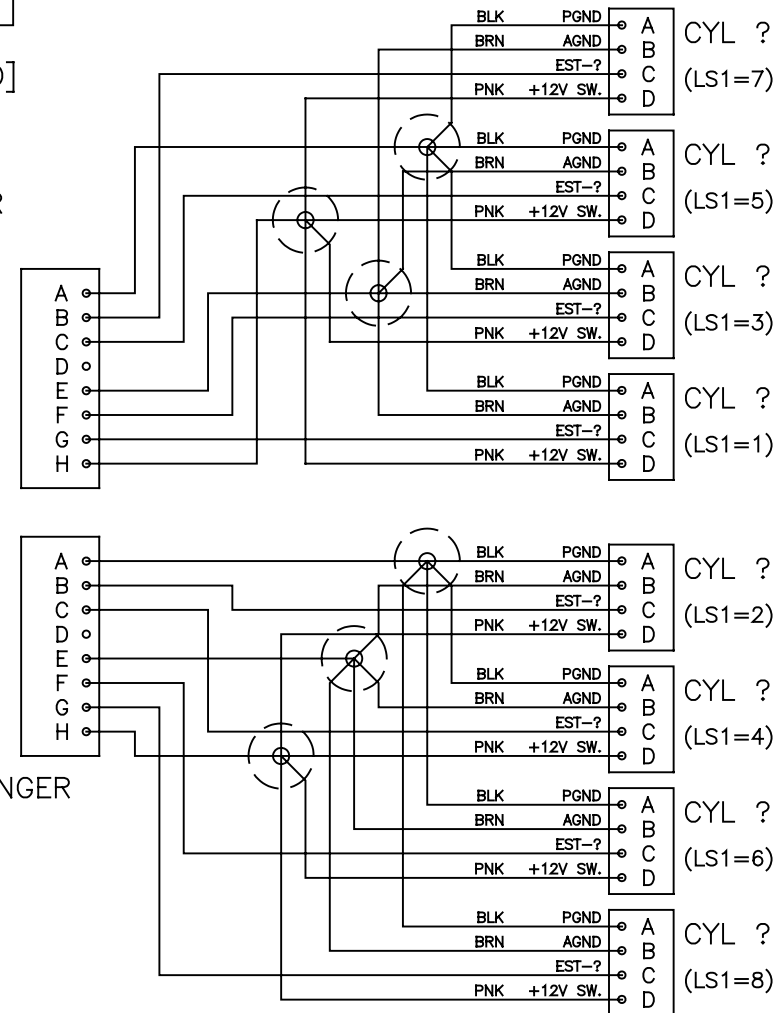 ]
)]
R
BLK PGND A
BRN AGND B CYL ?
EST-? C
PNK +12V SW. D (LS1=7)
BLK PGND A
BRN AGND B CYL ?
EST-? C
PNK +12V SW. D (LS1=5)
BLK PGND A
BRN AGND B CYL ?
EST-? C
PNK +12V SW. D (LS1=3)
BLK PGND A
BRN AGND B CYL ?
EST-? C
PNK +12V SW. D (LS1=1)
A
B
C
D
E
F
G
H
BLK PGND A
BRN AGND B CYL ?
EST-? C
PNK +12V SW. D (LS1=2)
BLK PGND A
BRN AGND B CYL ?
EST-? C
PNK +12V SW. D (LS1=4)
BLK PGND A
BRN AGND B CYL ?
EST-? C
PNK +12V SW. D (LS1=6)
BLK PGND A
BRN AGND B CYL ?
EST-? C
PNK +12V SW. D (LS1=8)
A
B
C
D
E
F
G
H
NGER